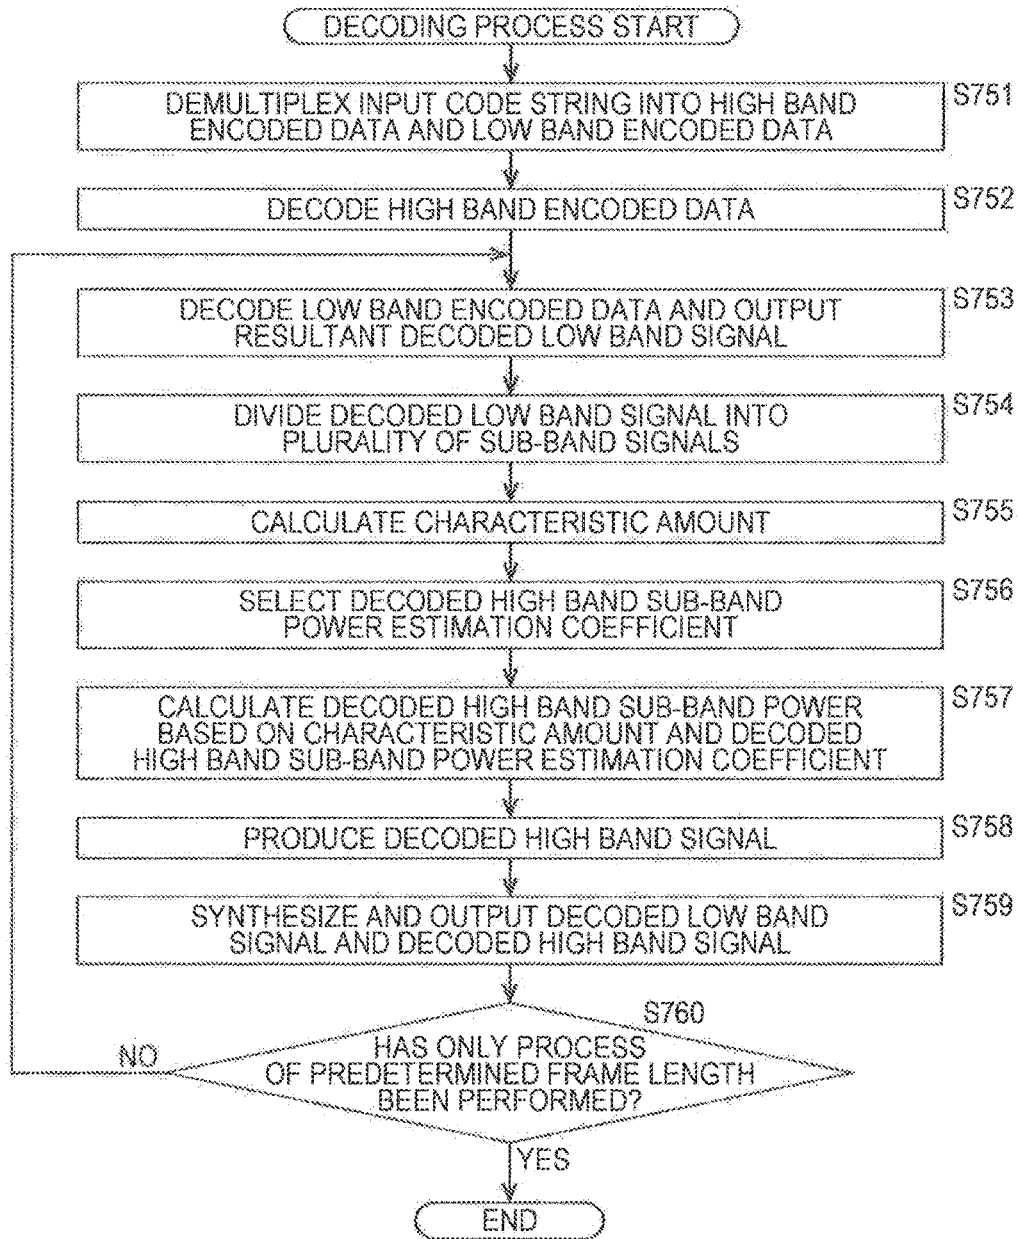 DECODING PROCESS START
S751
DEMULTIPLEX INPUT CODE STRING INTO HIGH BAND
ENCODED DATA AND LOW BAND ENCODED DATA
S752
DECODE HIGH BAND ENCODED DATA
S753
DECODE LOW BAND ENCODED DATA AND OUTPUT
RESULTANT DECODED LOW BAND SIGNAL
S754
DIVIDE DECODED LOW BAND SIGNAL INTO
PLURALITY OF SUB-BAND SIGNALS
S755
CALCULATE CHARACTERISTIC AMOUNT
S756
SELECT DECODED HIGH BAND SUB-BAND
POWER ESTIMATION COEFFICIENT
S757
CALCULATE DECODED HIGH BAND SUB-BAND POWER
BASED ON CHARACTERISTIC AMOUNT AND DECODED
HIGH BAND SUB-BAND POWER ESTIMATION COEFFICIENT
S758
PRODUCE DECODED HIGH BAND SIGNAL
S759
SYNTHESIZE AND OUTPUT DECODED LOW BAND
SIGNAL AND DECODED HIGH BAND SIGNAL
S760
NO
HAS ONLY PROCESS
OF PREDETERMINED FRAME LENGTH
BEEN PERFORMED?
YES
END